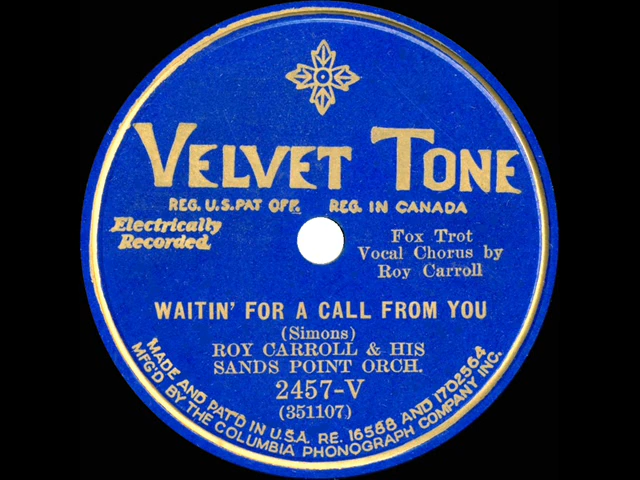 VELVET TONE
REG. U.S. PAT OFF. REG. IN CANADA
Electrically
Recorded.
Fox Trot
Vocal Chorus by
Roy Carroll
WAITIN' FOR A CALL FROM YOU
(Simons)
ROY CARROLL & HIS
SANDS POINT ORCH.
2457-V
(351107)
MADE AND PAT'D IN U.S.A. RE. 16588 AND 1702564
MFG'D BY THE COLUMBIA PHONOGRAPH COMPANY INC.